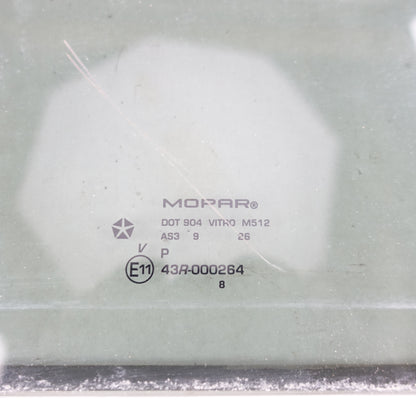 MOPAR®
DOT 904 VITRO M512
AS3 9 26
V P
E11 43R-000264
8